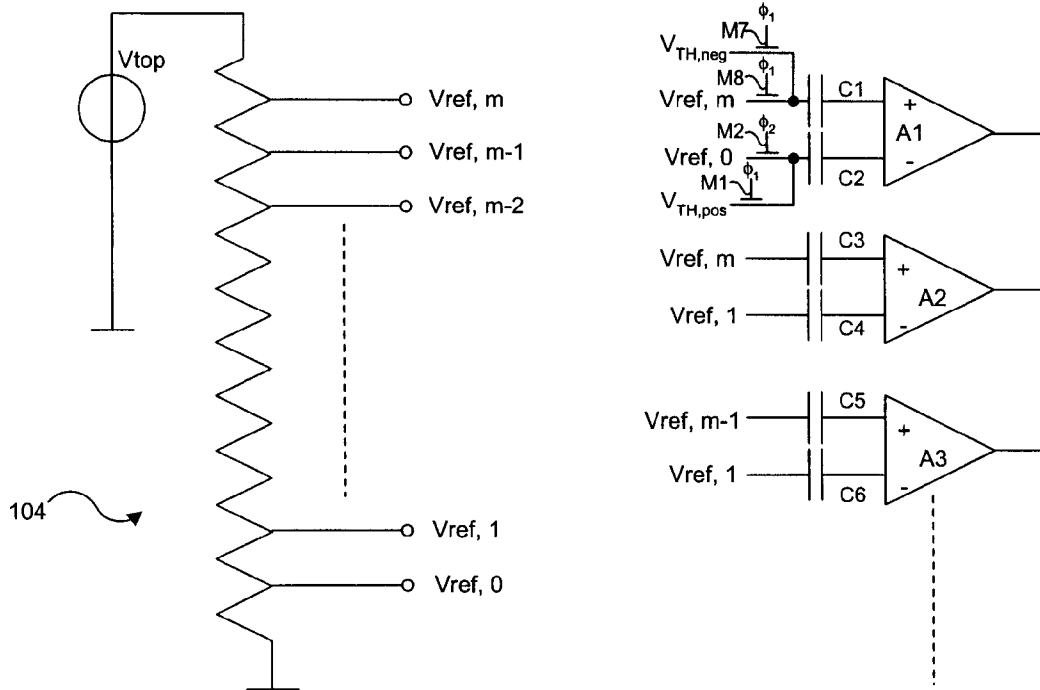 Vtop
Vref, m
Vref, m-1
Vref, m-2
104
Vref, 1
Vref, 0
ϕ1
M7
VTH,neg
ϕ1
M8
Vref, m
C1
+
A1
ϕ2
M2
Vref, 0
-
C2
ϕ1
M1
VTH,pos
C3
Vref, m
+
A2
Vref, 1
-
C4
C5
Vref, m-1
+
A3
Vref, 1
-
C6